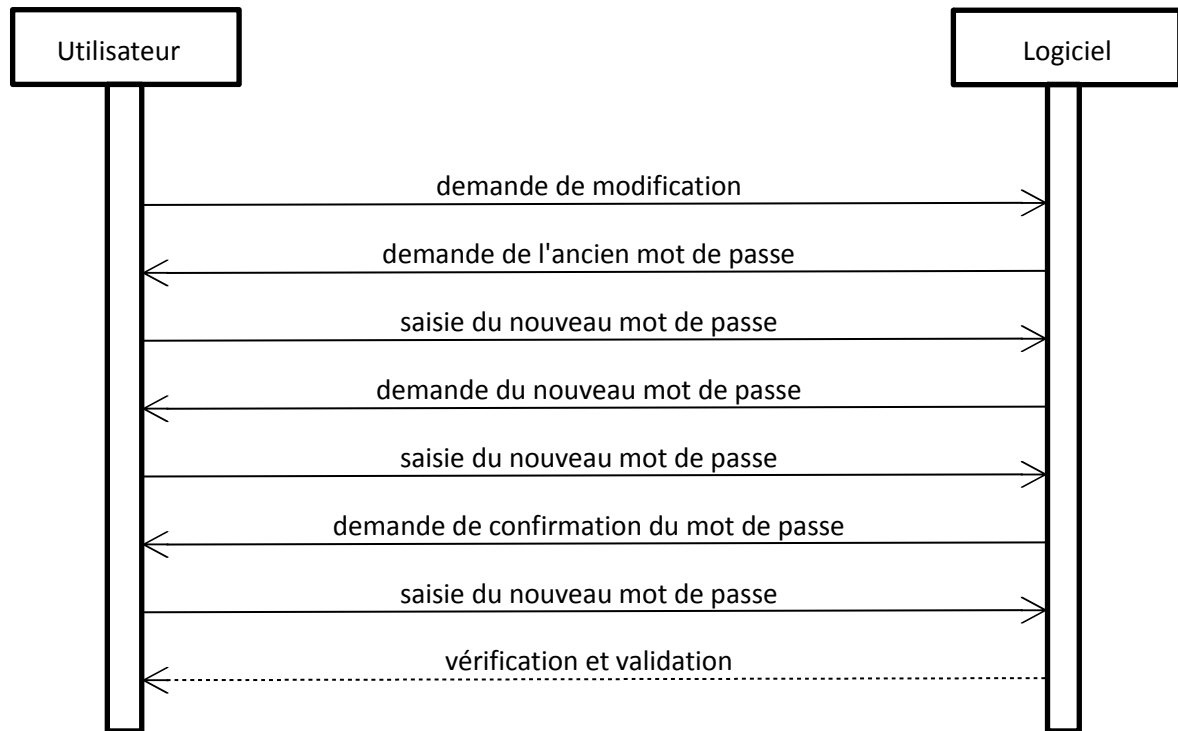 Utilisateur
Logiciel
demande de modification
demande de l'ancien mot de passe
saisie du nouveau mot de passe
demande du nouveau mot de passe
saisie du nouveau mot de passe
demande de confirmation du mot de passe
saisie du nouveau mot de passe
vérification et validation